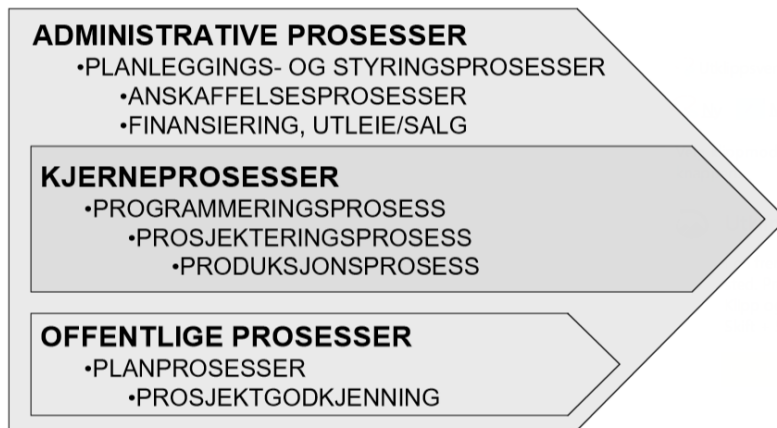 ADMINISTRATIVE PROSESSER
•PLANLEGGINGS- OG STYRINGSPROSESSER
•ANSKAFFELSESPROSESSER
•FINANSIERING, UTLEIE/SALG
KJERNEPROSESSER
•PROGRAMMERINGSPROSESS
•PROSJEKTERINGSPROSESS
•PRODUKSJONSPROSESS
OFFENTLIGE PROSESSER
•PLANPROSESSER
•PROSJEKTGODKJENNING